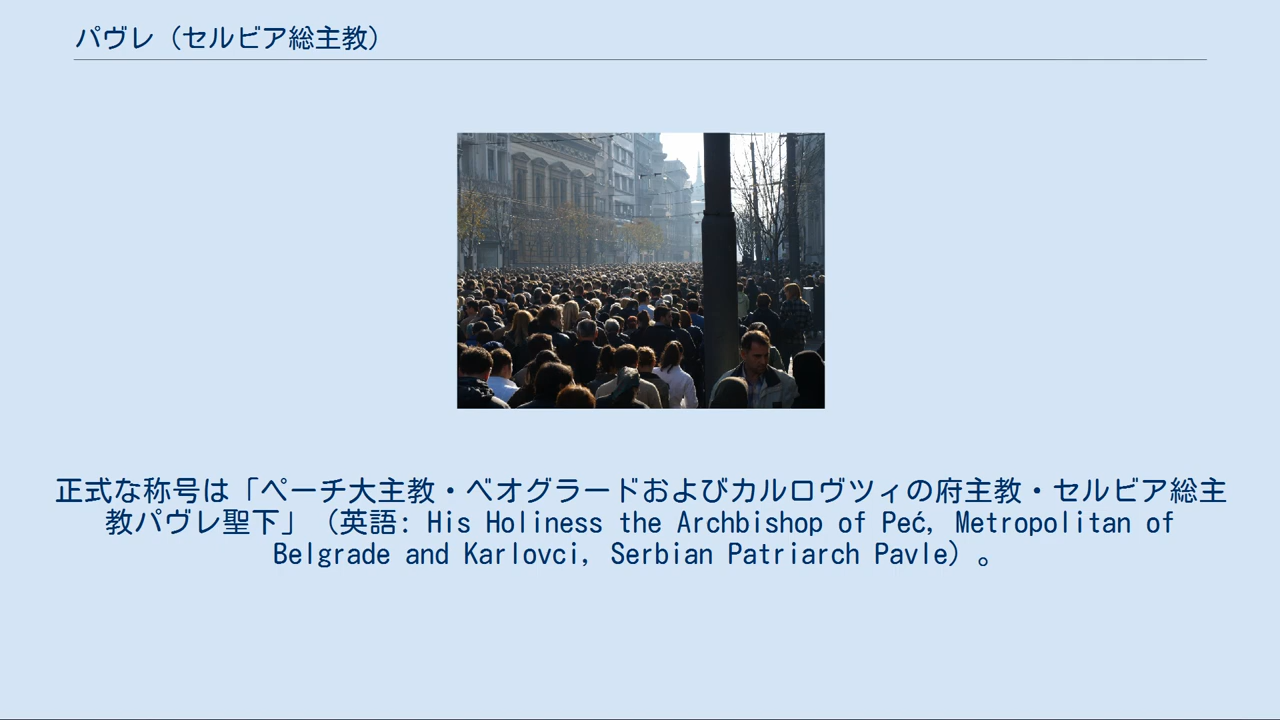 パヴレ（セルビア総主教）
正式な称号は「ペーチ大主教・ベオグラードおよびカルロヴツィの府主教・セルビア総主
教パヴレ聖下」（英語: His Holiness the Archbishop of Peć, Metropolitan of
Belgrade and Karlovci, Serbian Patriarch Pavle）。